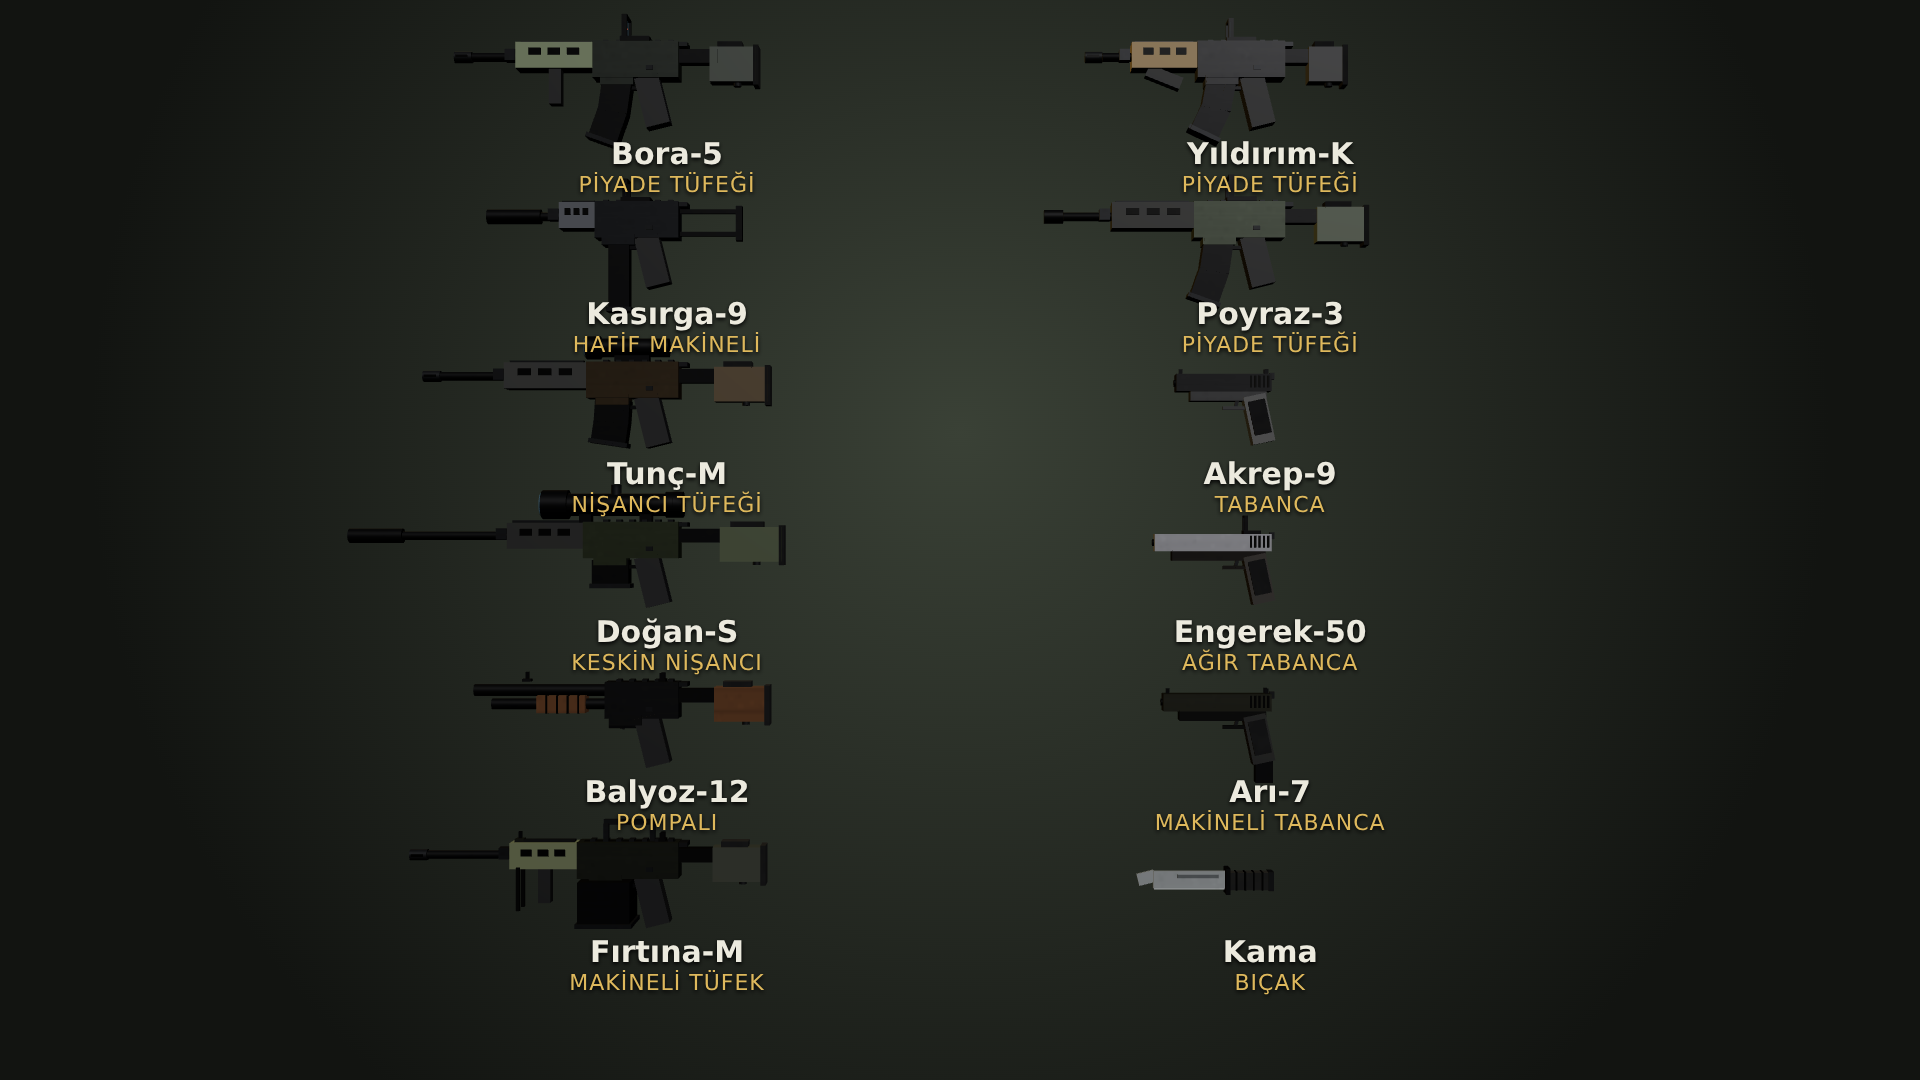 Bora-5
PİYADE TÜFEĞİ
Yıldırım-K
PİYADE TÜFEĞİ
Kasırga-9
HAFİF MAKİNELİ
Poyraz-3
PİYADE TÜFEĞİ
Tunç-M
NİŞANCI TÜFEĞİ
Akrep-9
TABANCA
Doğan-S
KESKİN NİŞANCI
Engerek-50
AĞIR TABANCA
Balyoz-12
POMPALI
Arı-7
MAKİNELİ TABANCA
Fırtına-M
MAKİNELİ TÜFEK
Kama
BIÇAK